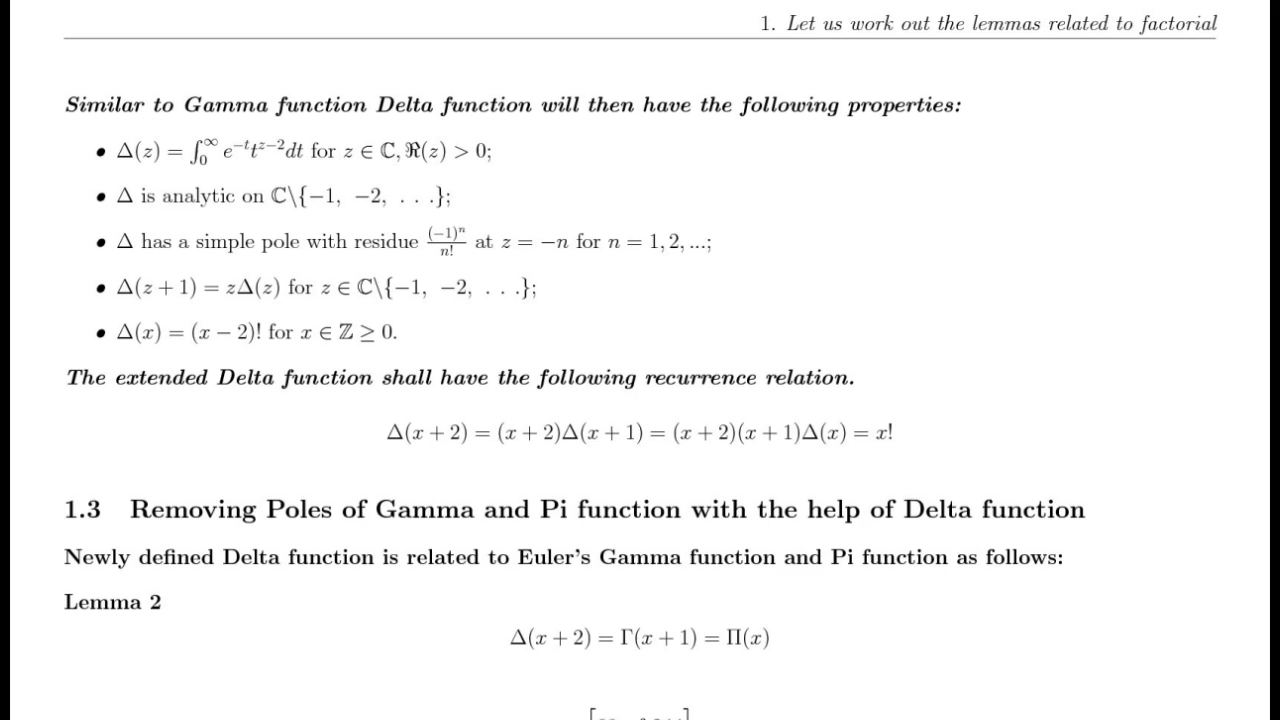 1. Let us work out the lemmas related to factorial
Similar to Gamma function Delta function will then have the following properties:
• Δ(z) = ∫₀^∞ e^{−t}t^{z−2}dt for z ∈ ℂ, ℜ(z) > 0;
• Δ is analytic on ℂ\{−1, −2, . . .};
• Δ has a simple pole with residue (−1)ⁿ/n! at z = −n for n = 1, 2, ...;
• Δ(z + 1) = zΔ(z) for z ∈ ℂ\{−1, −2, . . .};
• Δ(x) = (x − 2)! for x ∈ ℤ ≥ 0.
The extended Delta function shall have the following recurrence relation.
Δ(x + 2) = (x + 2)Δ(x + 1) = (x + 2)(x + 1)Δ(x) = x!
1.3 Removing Poles of Gamma and Pi function with the help of Delta function
Newly defined Delta function is related to Euler's Gamma function and Pi function as follows:
Lemma 2
Δ(x + 2) = Γ(x + 1) = Π(x)